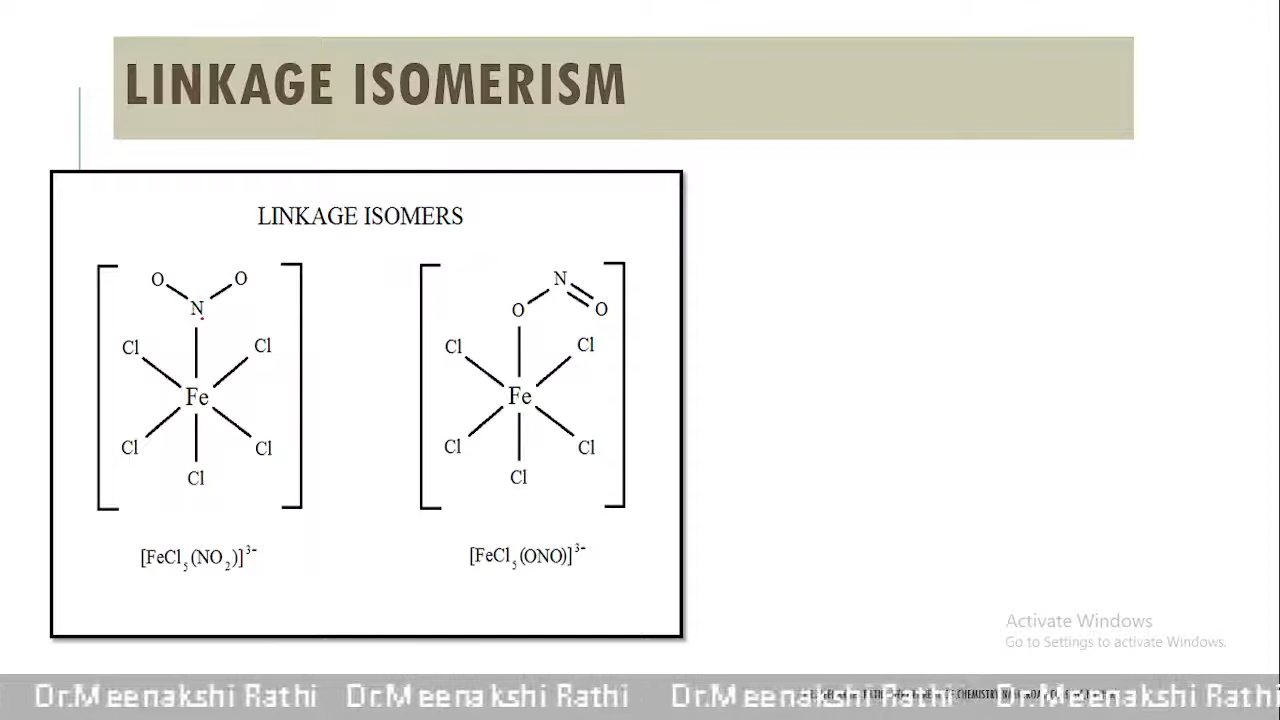 LINKAGE ISOMERISM
LINKAGE ISOMERS
O O N O
N O O
Cl Cl Cl Cl
Fe Fe
Cl Cl Cl Cl
Cl Cl
[FeCl5(NO2)]3- [FeCl5(ONO)]3-
Activate Windows
Go to Settings to activate Windows.
Dr.Meenakshi Rathi Dr.Meenakshi Rathi Dr.Meenakshi Rathi Dr.Meenakshi Rathi